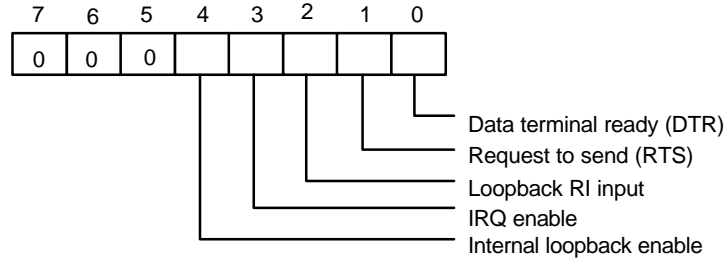 7 6 5 4 3 2 1 0
0 0 0
Data terminal ready (DTR)
Request to send (RTS)
Loopback RI input
IRQ enable
Internal loopback enable